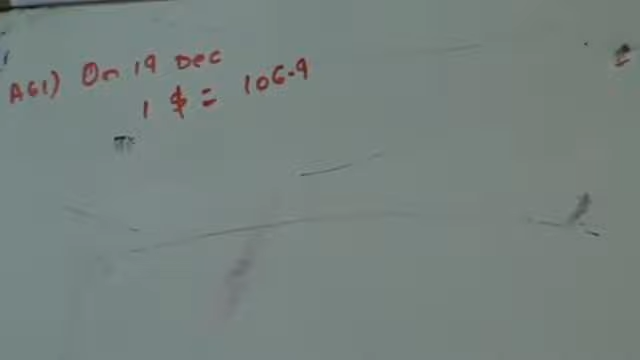 A61) On 19 Dec
1 $ = 106.9